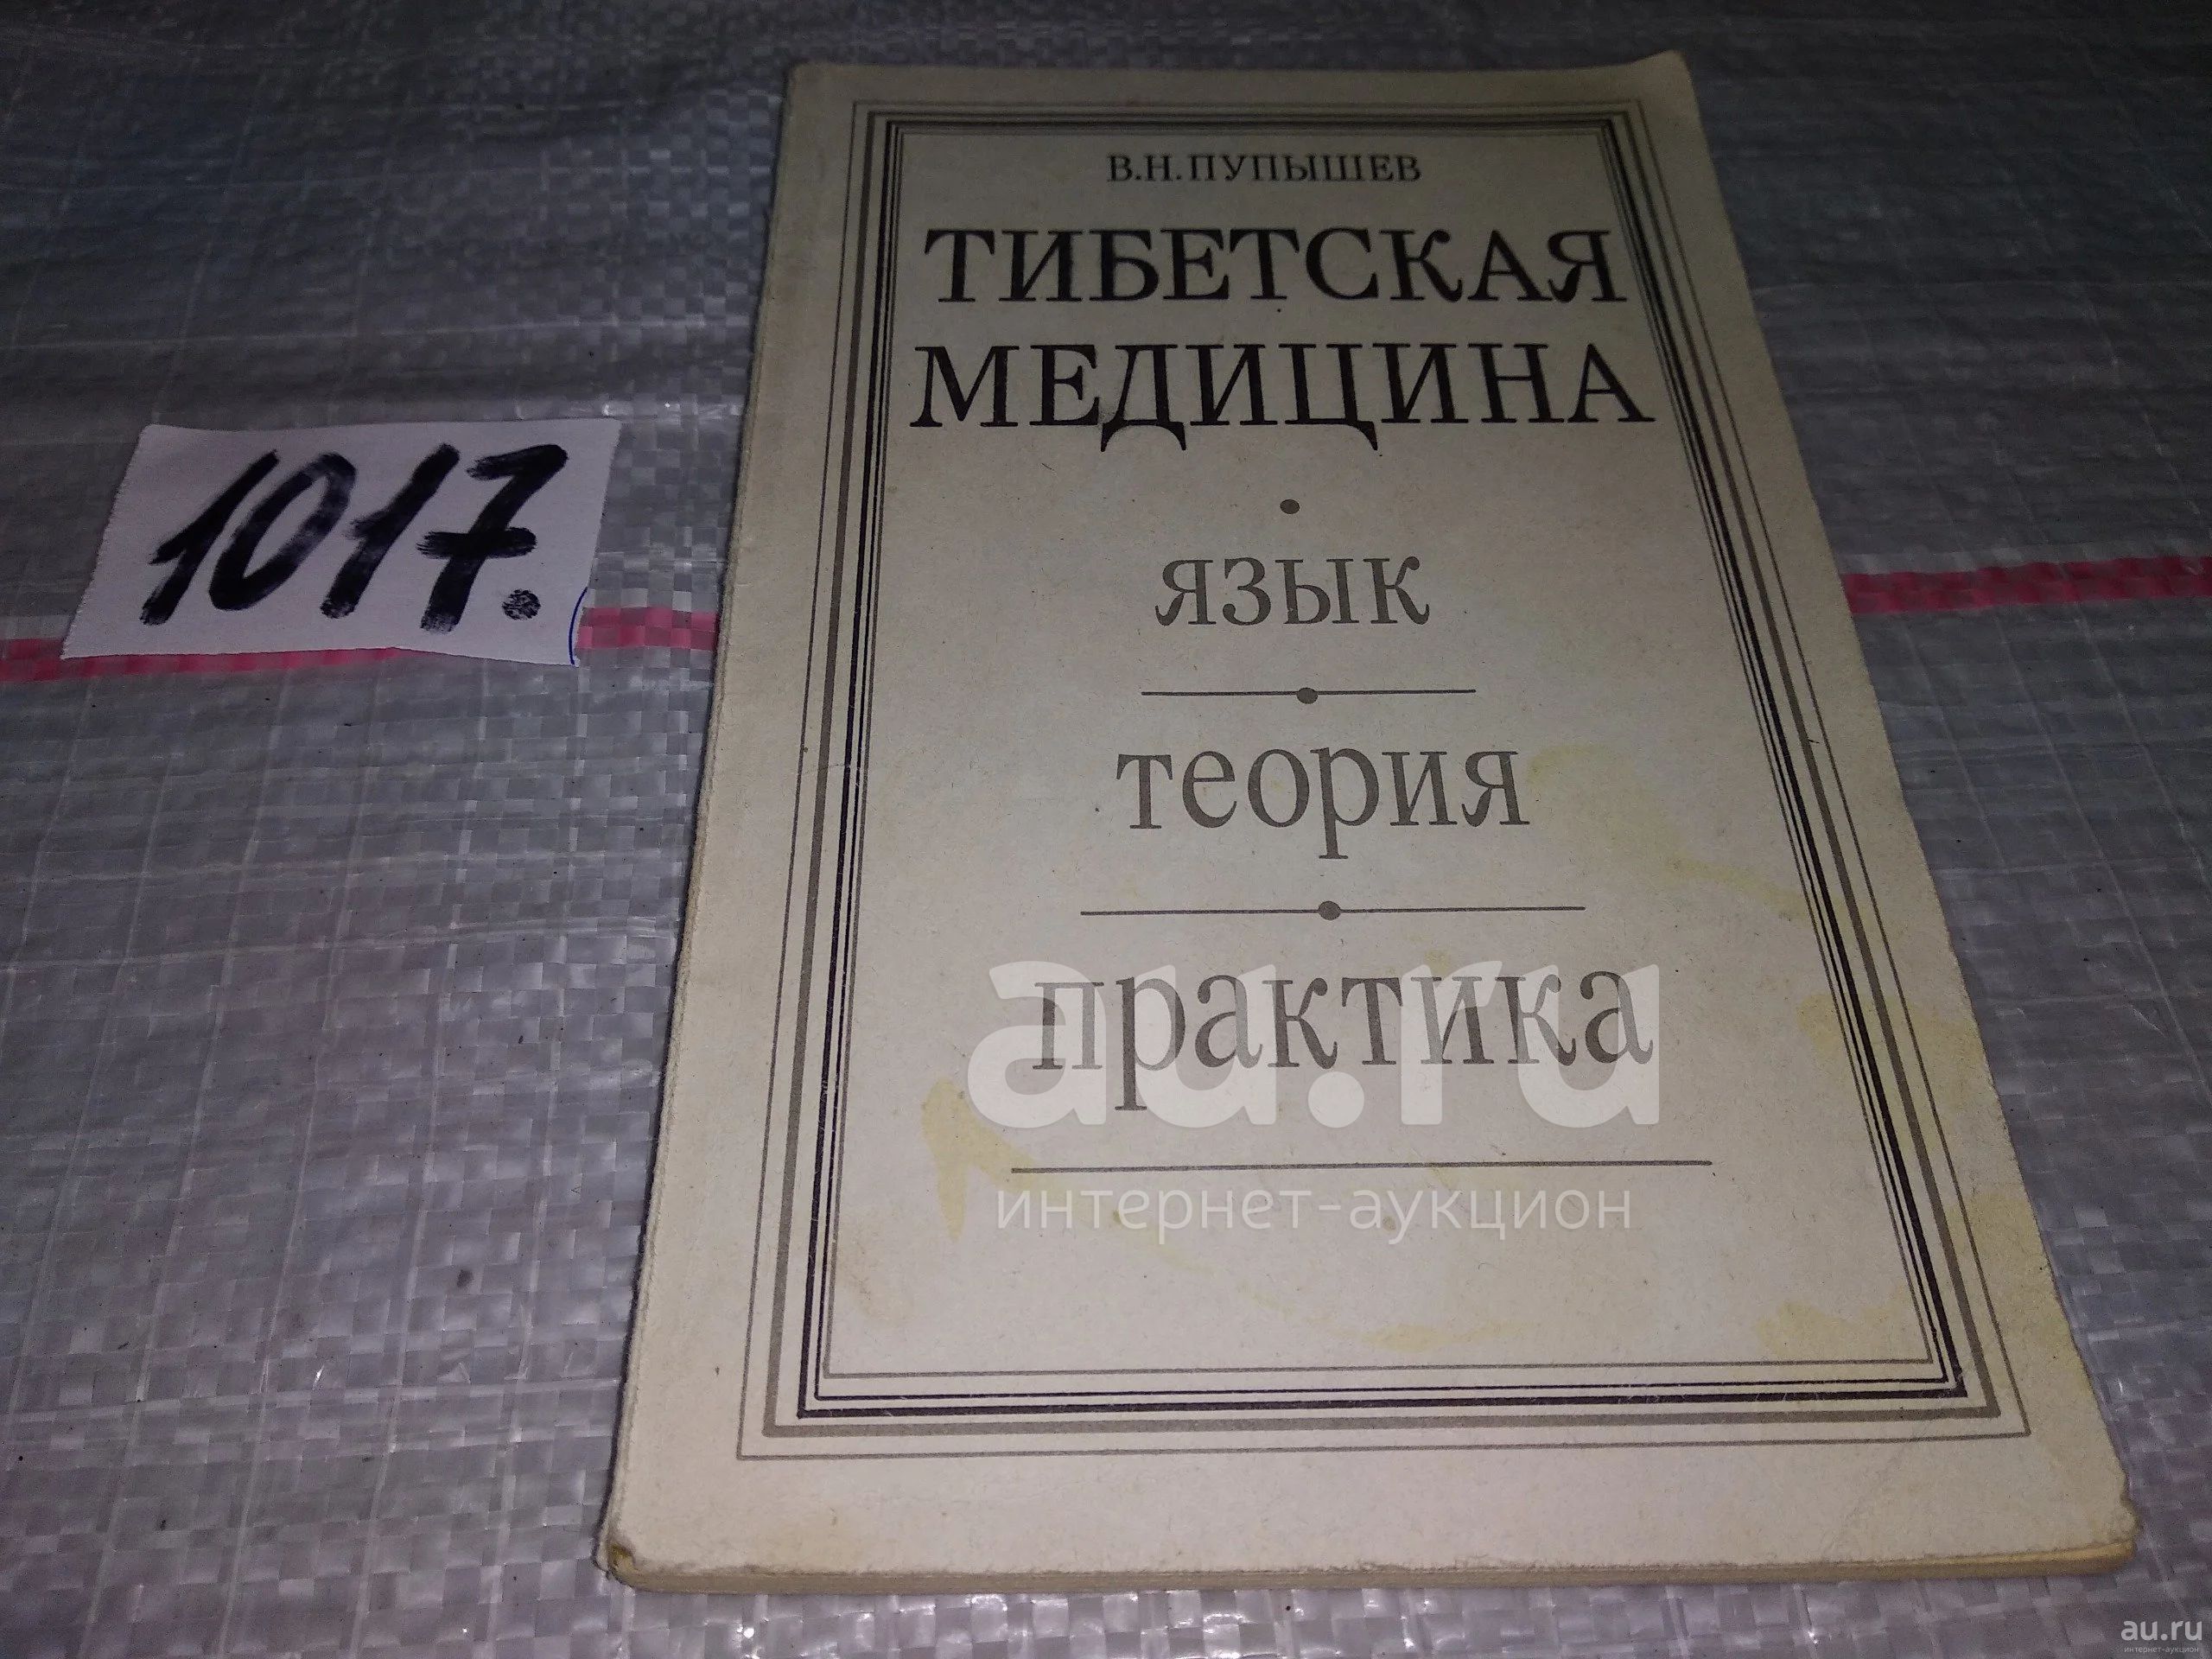 В.Н.ПУПЫШЕВ
ТИБЕТСКАЯ
МЕДИЦИНА
язык
теория
практика
1017.
au.ru
интернет-аукцион
au.ru
интернет-аукцион